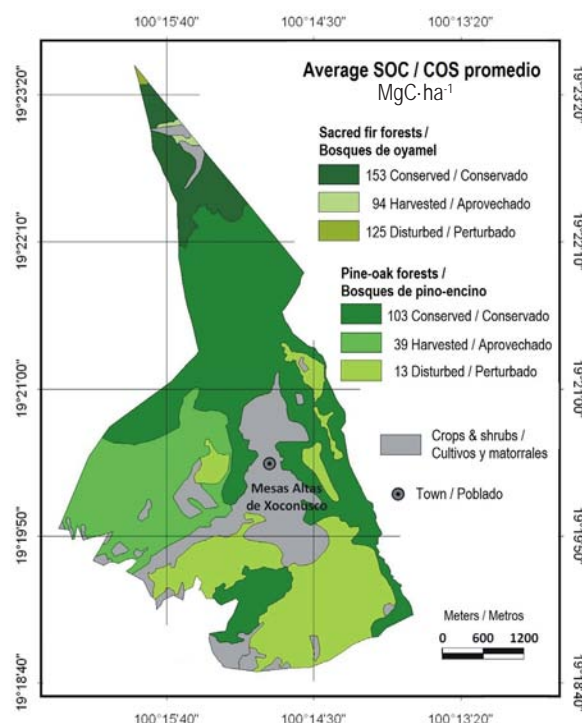 100°15'40" 100°14'30" 100°13'20"
19°23'20"
19°22'10"
19°21'00"
19°19'50"
19°18'40"
Average SOC / COS promedio
MgC·ha⁻¹
Sacred fir forests /
Bosques de oyamel
153 Conserved / Conservado
94 Harvested / Aprovechado
125 Disturbed / Perturbado
Pine-oak forests /
Bosques de pino-encino
103 Conserved / Conservado
39 Harvested / Aprovechado
13 Disturbed / Perturbado
Crops & shrubs /
Cultivos y matorrales
Town / Poblado
Mesas Altas
de Xoconusco
Meters / Metros
0 600 1200
19°23'20"
19°22'10"
19°21'00"
19°19'50"
19°18'40"
100°15'40" 100°14'30" 100°13'20"